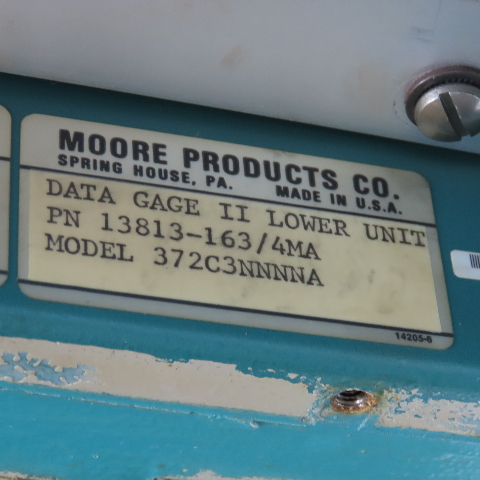 MOORE PRODUCTS CO.
SPRING HOUSE, PA. MADE IN U.S.A.
DATA GAGE II LOWER UNIT
PN 13813-163/4MA
MODEL 372C3NNNNA
14205-6